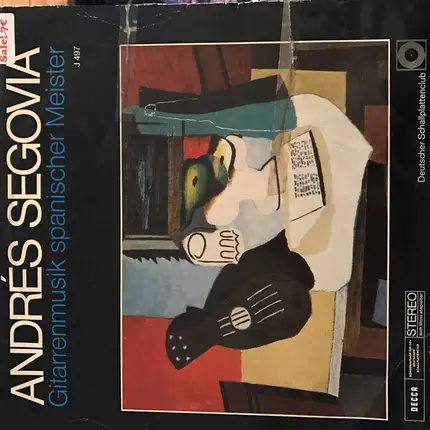 ANDRÉS SEGOVIA
Gitarrenmusik spanischer Meister
J 497
Deutscher Schallplattenclub
STEREO
DECCA